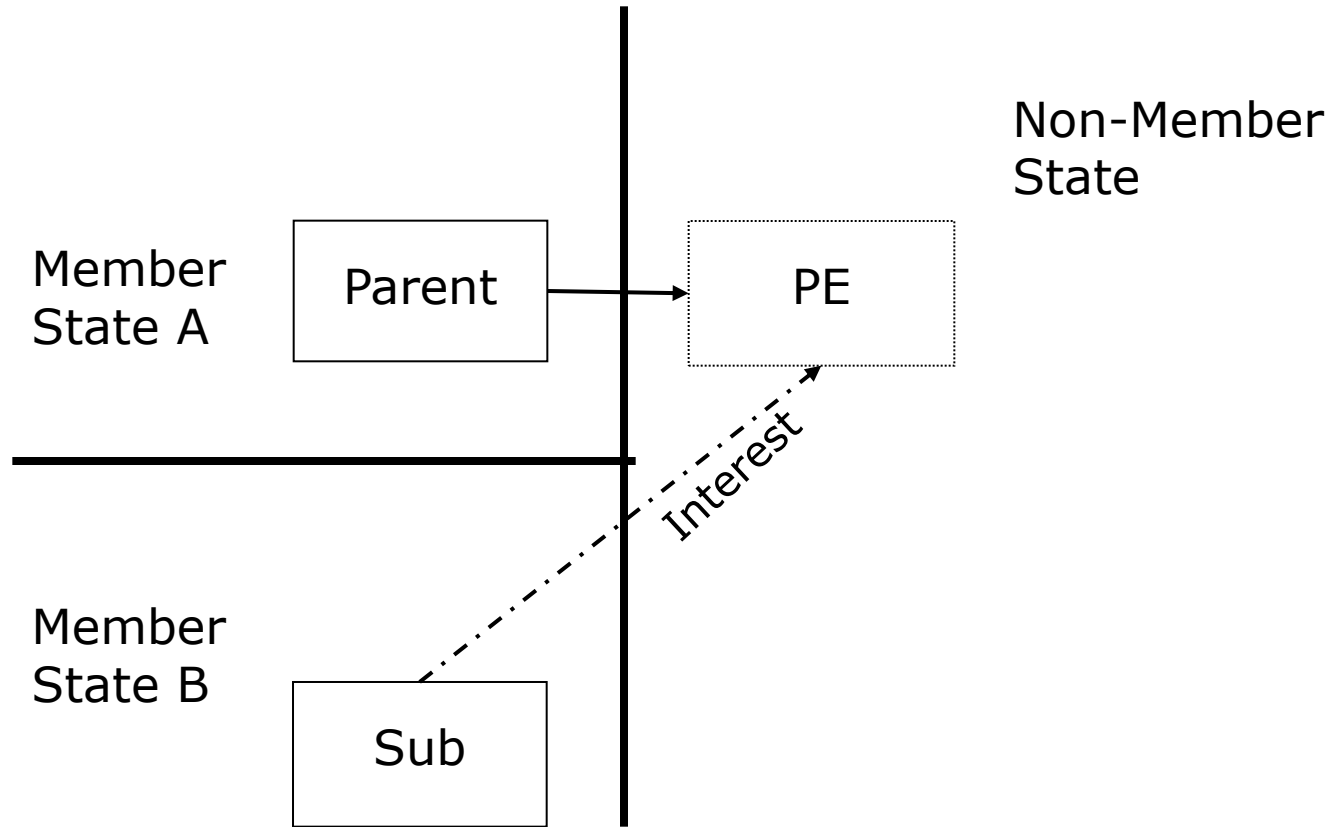 Non-Member
State
Member
State A
Parent
PE
Interest
Member
State B
Sub